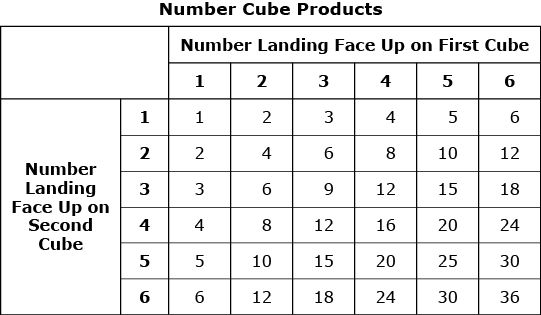 Number Cube Products
Number Landing Face Up on First Cube
1 2 3 4 5 6
Number
Landing
Face Up on
Second
Cube
1 1 2 3 4 5 6
2 2 4 6 8 10 12
3 3 6 9 12 15 18
4 4 8 12 16 20 24
5 5 10 15 20 25 30
6 6 12 18 24 30 36